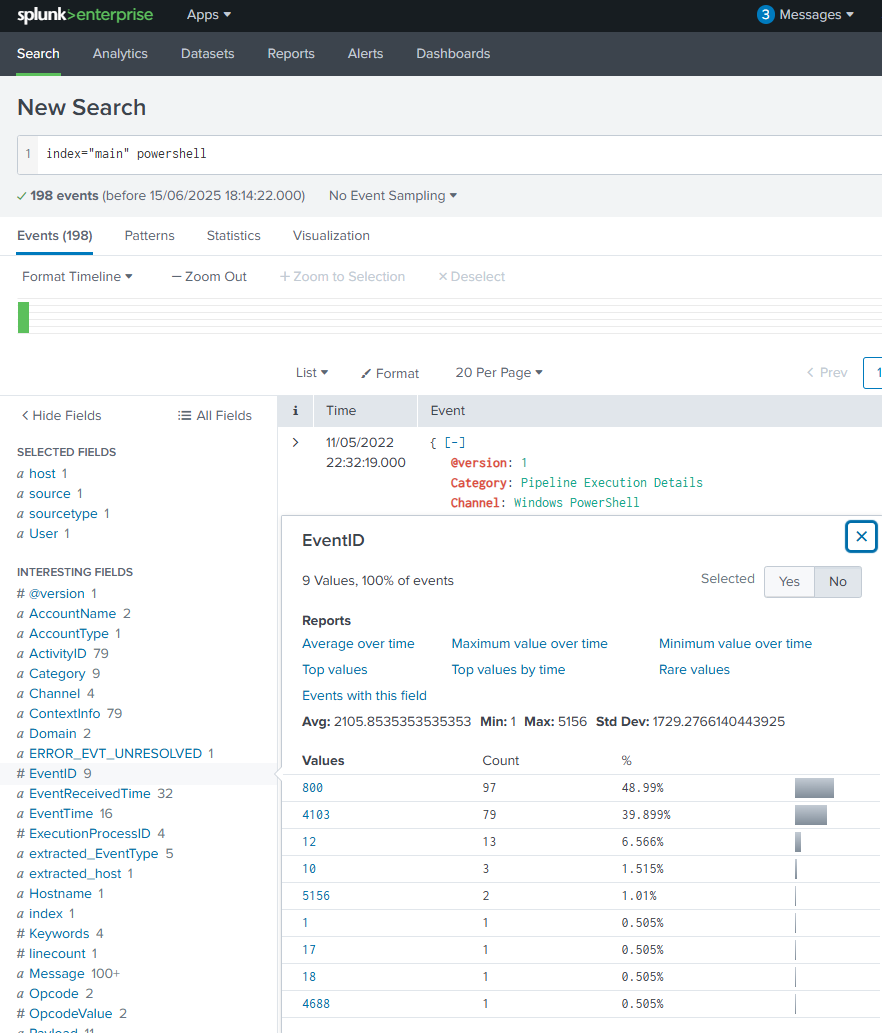 splunk>enterprise Apps ▾ 3 Messages ▾
Search Analytics Datasets Reports Alerts Dashboards
New Search
1 index="main" powershell
✓ 198 events (before 15/06/2025 18:14:22.000) No Event Sampling ▾
Events (198) Patterns Statistics Visualization
Format Timeline ▾ — Zoom Out + Zoom to Selection × Deselect
List ▾ Format 20 Per Page ▾ < Prev 1
< Hide Fields All Fields
SELECTED FIELDS
a host 1
a source 1
a sourcetype 1
a User 1
INTERESTING FIELDS
# @version 1
a AccountName 2
a AccountType 1
a ActivityID 79
a Category 9
a Channel 4
a ContextInfo 79
a Domain 2
a ERROR_EVT_UNRESOLVED 1
# EventID 9
a EventReceivedTime 32
a EventTime 16
# ExecutionProcessID 4
a extracted_EventType 5
a extracted_host 1
a Hostname 1
a index 1
# Keywords 4
# linecount 1
a Message 100+
a Opcode 2
# OpcodeValue 2
a Payload 11
i Time Event
> 11/05/2022 { [-]
22:32:19.000 @version: 1
Category: Pipeline Execution Details
Channel: Windows PowerShell
EventID ×
9 Values, 100% of events Selected Yes No
Reports
Average over time Maximum value over time Minimum value over time
Top values Top values by time Rare values
Events with this field
Avg: 2105.8535353535353 Min: 1 Max: 5156 Std Dev: 1729.2766140443925
Values Count %
800 97 48.99%
4103 79 39.899%
12 13 6.566%
10 3 1.515%
5156 2 1.01%
1 1 0.505%
17 1 0.505%
18 1 0.505%
4688 1 0.505%